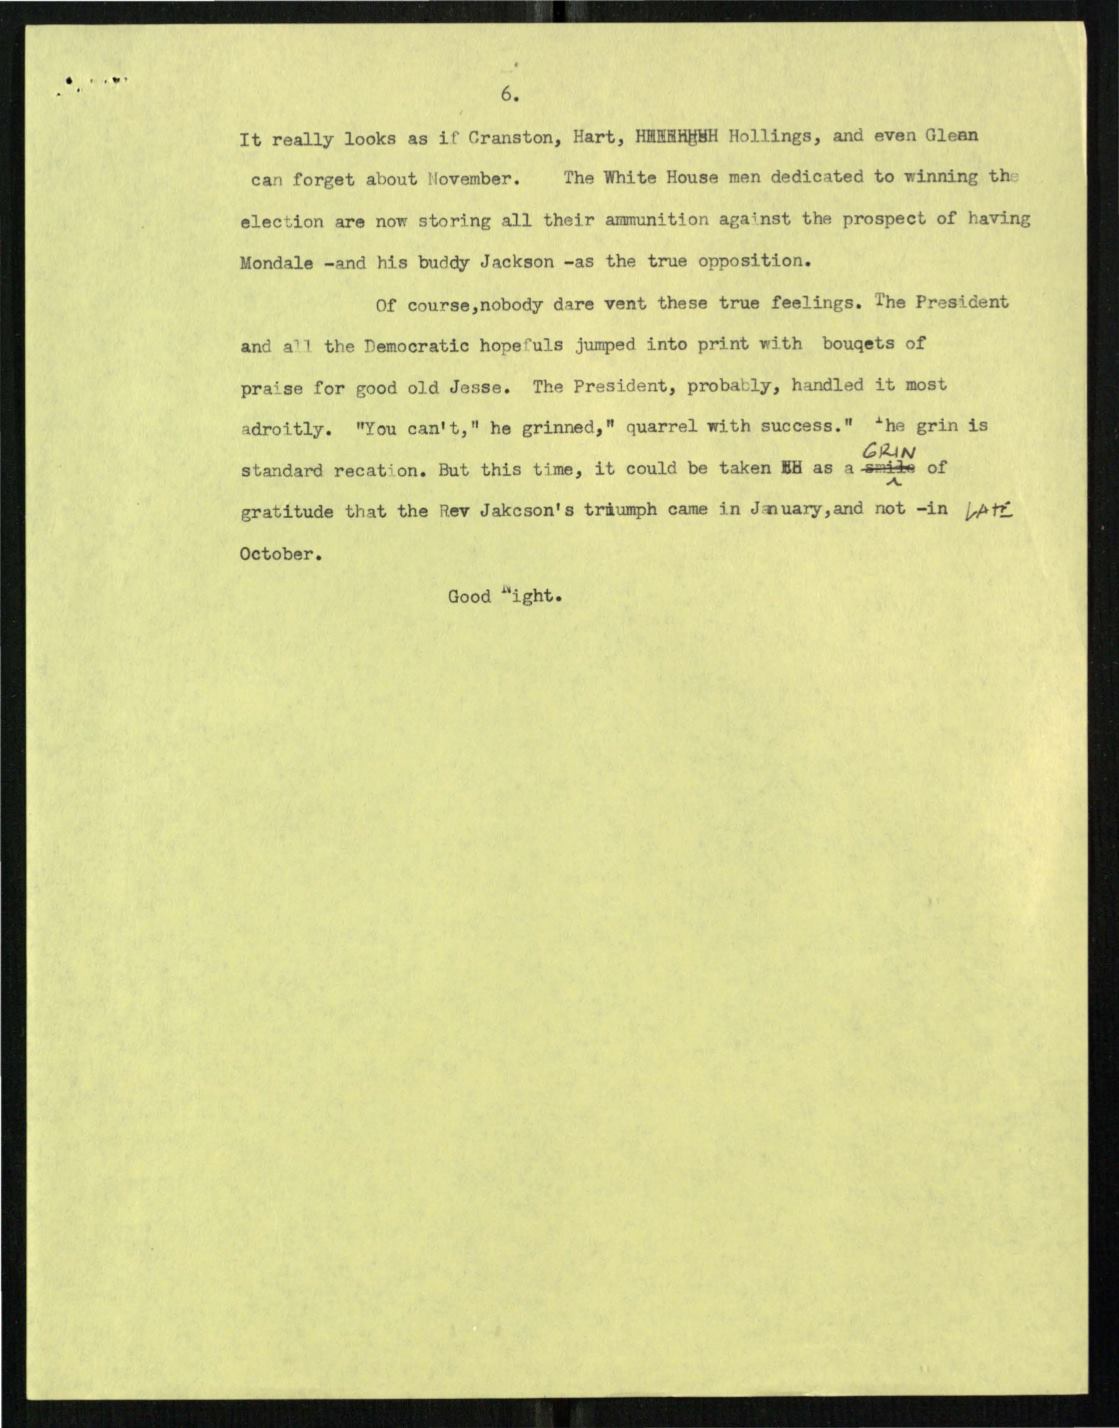 6.
It really looks as if Cranston, Hart, Hollings, and even Glenn
can forget about November. The White House men dedicated to winning the
election are now storing all their ammunition against the prospect of having
Mondale -and his buddy Jackson -as the true opposition.
Of course,nobody dare vent these true feelings. The President
and all the Democratic hopefuls jumped into print with bouqets of
praise for good old Jesse. The President, probably, handled it most
adroitly. "You can't," he grinned," quarrel with success." The grin is
standard recation. But this time, it could be taken as a smile GRIN of
gratitude that the Rev Jakcson's triumph came in January,and not -in LATE
October.
Good Night.